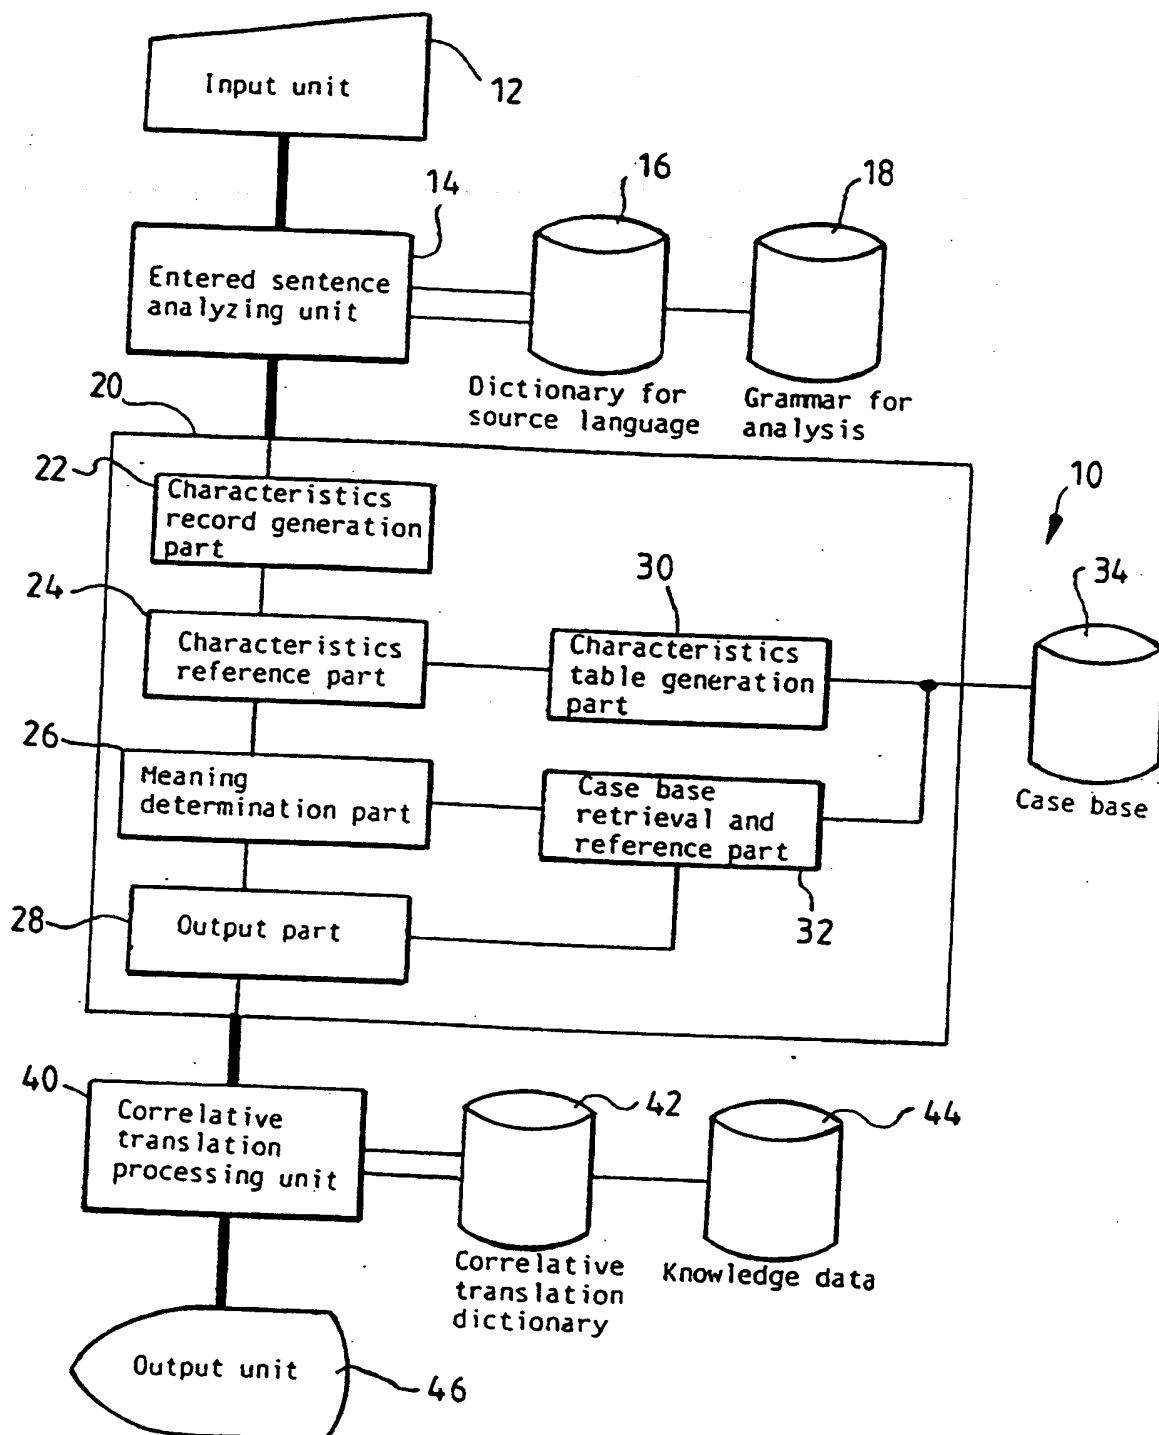 Input unit
12
14
16
18
Entered sentence
analyzing unit
Dictionary for
source language
Grammar for
analysis
20
22
Characteristics
record generation
part
10
24
Characteristics
reference part
30
Characteristics
table generation
part
34
Case base
26
Meaning
determination part
Case base
retrieval and
reference part
32
28
Output part
40
Correlative
translation
processing unit
42
44
Correlative
translation
dictionary
Knowledge data
Output unit
46